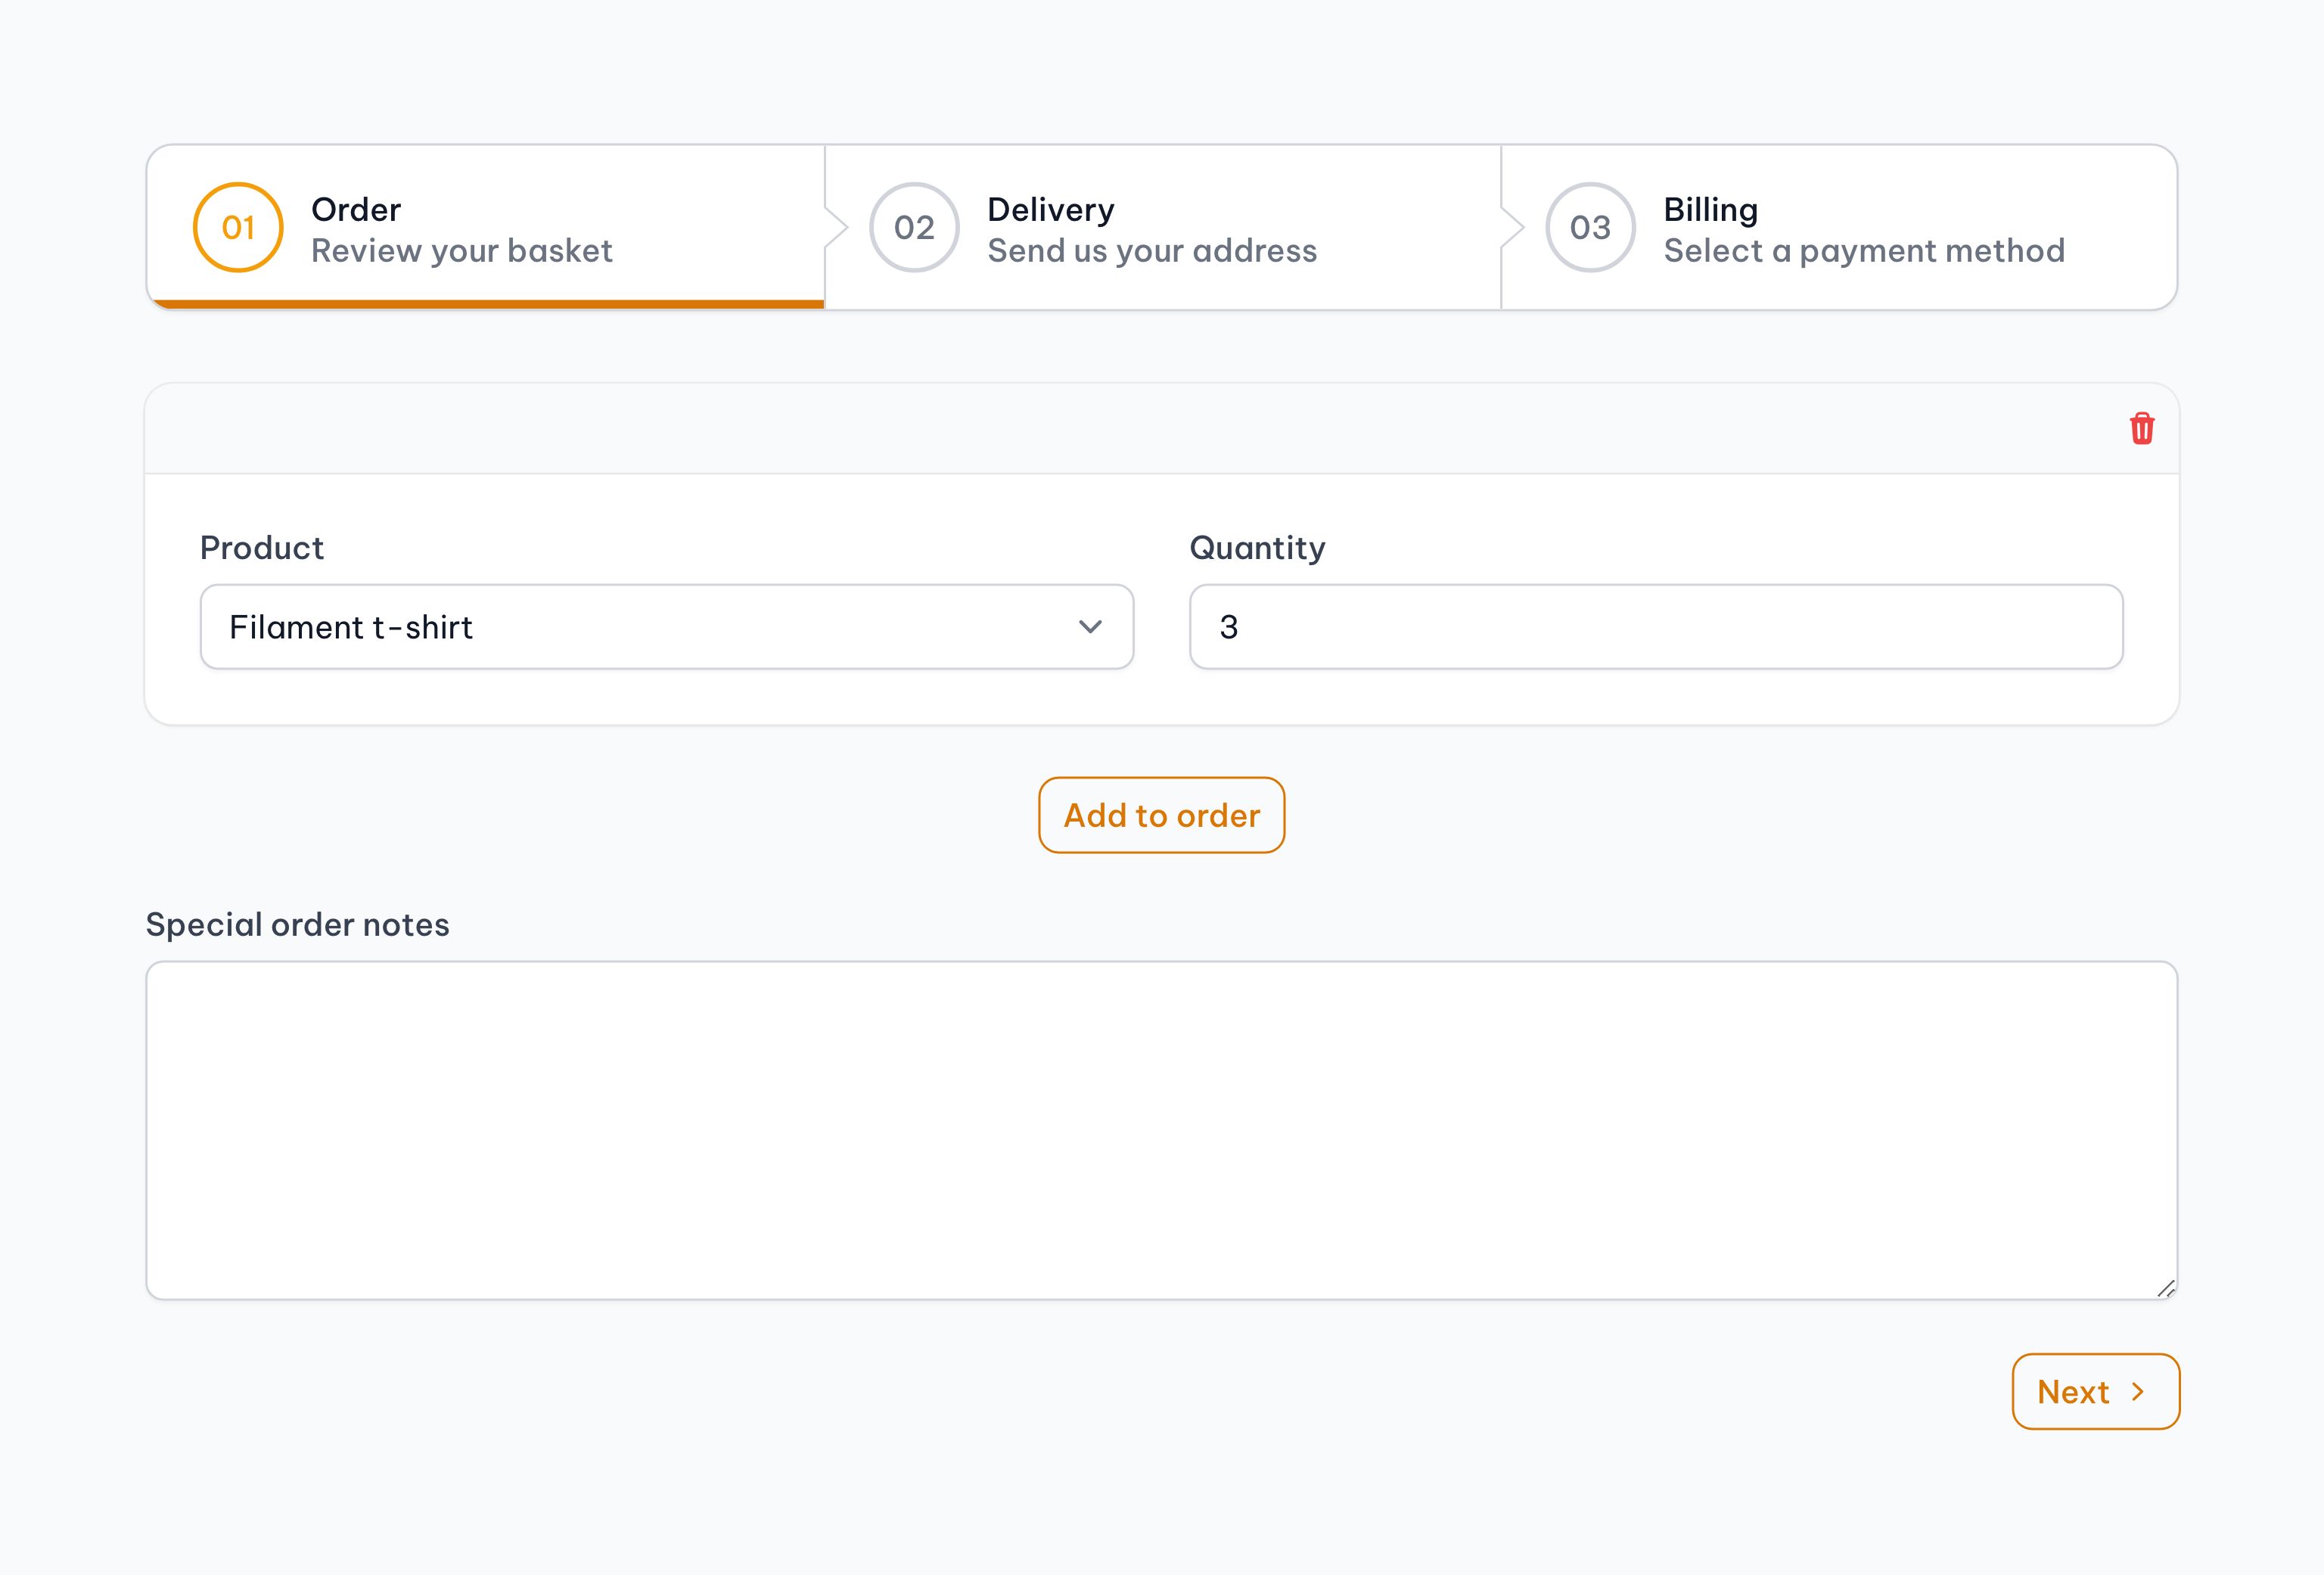 01
Order
Review your basket
02
Delivery
Send us your address
03
Billing
Select a payment method
Product
Quantity
Filament t-shirt
3
Add to order
Special order notes
Next